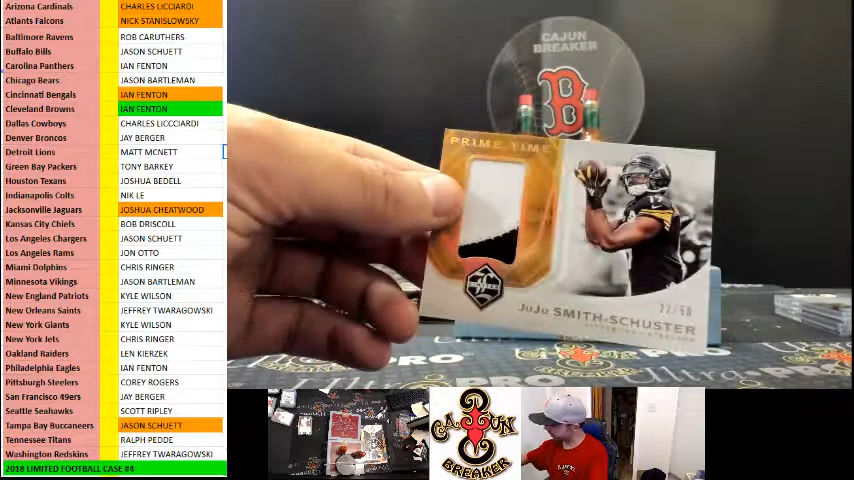 Arizona Cardinals CHARLES LICCIARDI
Atlants Falcons NICK STANISLOWSKY
Baltimore Ravens ROB CARUTHERS
Buffalo Bills JASON SCHUETT
Carolina Panthers IAN FENTON
Chicago Bears JASON BARTLEMAN
Cincinnati Bengals IAN FENTON
Cleveland Browns IAN FENTON
Dallas Cowboys CHARLES LICCCIARDI
Denver Broncos JAY BERGER
Detroit Lions MATT MCNETT
Green Bay Packers TONY BARKEY
Houston Texans JOSHUA BEDELL
Indianapolis Colts NIK LE
Jacksonville Jaguars JOSHUA CHEATWOOD
Kansas City Chiefs BOB DRISCOLL
Los Angeles Chargers JASON SCHUETT
Los Angeles Rams JON OTTO
Miami Dolphins CHRIS RINGER
Minnesota Vikings JASON BARTLEMAN
New England Patriots KYLE WILSON
New Orleans Saints JEFFREY TWARAGOWSKI
New York Giants KYLE WILSON
New York Jets CHRIS RINGER
Oakland Raiders LEN KIERZEK
Philadelphia Eagles IAN FENTON
Pittsburgh Steelers COREY ROGERS
San Francisco 49ers JAY BERGER
Seattle Seahawks SCOTT RIPLEY
Tampa Bay Buccaneers JASON SCHUETT
Tennessee Titans RALPH PEDDE
Washington Redskins JEFFREY TWARAGOWSKI
2018 LIMITED FOOTBALL CASE #4
CAJUN
BREAKER
B
PRIME TIME
22/50
JUJU SMITH-SCHUSTER
PITTSBURGH STEELERS
PRO
CAJUN
BREAKER